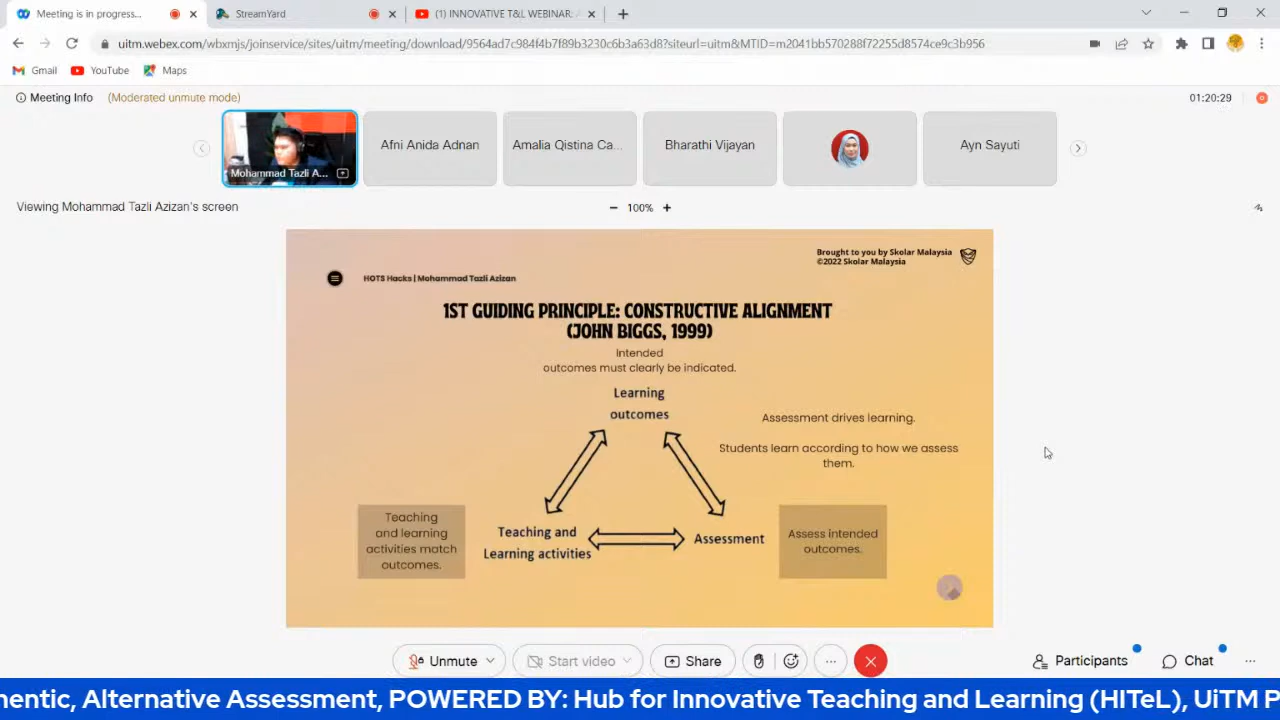 Meeting is in progress...
StreamYard
(1) INNOVATIVE T&L WEBINAR:
uitm.webex.com/wbxmjs/joinservice/sites/uitm/meeting/download/9564ad7c984f4b7f89b3230c6b3a63d8?siteurl=uitm&MTID=m2041bb570288f72255d8574ce9c3b956
Gmail YouTube Maps
Meeting Info (Moderated unmute mode)
01:20:29
Mohammad Tazli A...
Afni Anida Adnan
Amalia Qistina Ca...
Bharathi Vijayan
Ayn Sayuti
Viewing Mohammad Tazli Azizan's screen
100%
Brought to you by Skolar Malaysia
©2022 Skolar Malaysia
HOTS Hacks | Mohammad Tazli Azizan
1ST GUIDING PRINCIPLE: CONSTRUCTIVE ALIGNMENT
(JOHN BIGGS, 1999)
Intended
outcomes must clearly be indicated.
Learning
outcomes
Assessment drives learning.
Students learn according to how we assess
them.
Teaching
and learning
activities match
outcomes.
Teaching and
Learning activities
Assessment
Assess intended
outcomes.
Unmute
Start video
Share
Participants
Chat
hentic, Alternative Assessment, POWERED BY: Hub for Innovative Teaching and Learning (HITeL), UiTM P